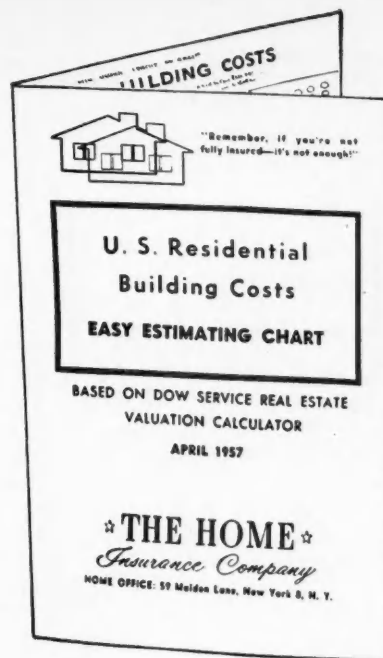 BUILDING COSTS
"Remember, if you're not
fully insured—it's not enough!"
U. S. Residential
Building Costs
EASY ESTIMATING CHART
BASED ON DOW SERVICE REAL ESTATE
VALUATION CALCULATOR
APRIL 1957
THE HOME
Insurance Company
HOME OFFICE: 59 Maiden Lane, New York 8, N. Y.